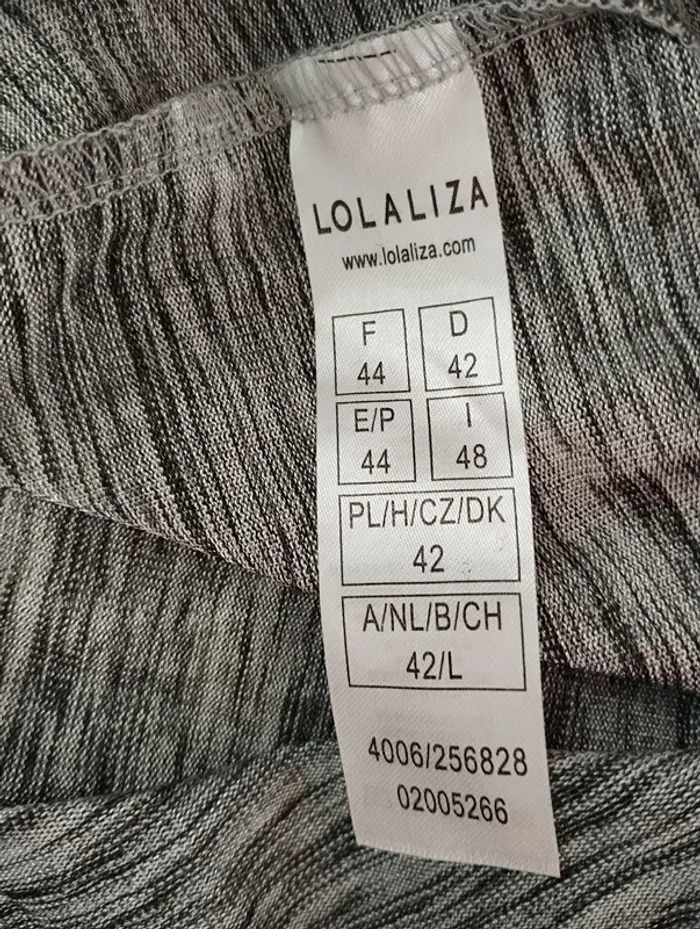 LOLALIZA
www.lolaliza.com
F D
44 42
E/P I
44 48
PL/H/CZ/DK
42
A/NL/B/CH
42/L
4006/256828
02005266